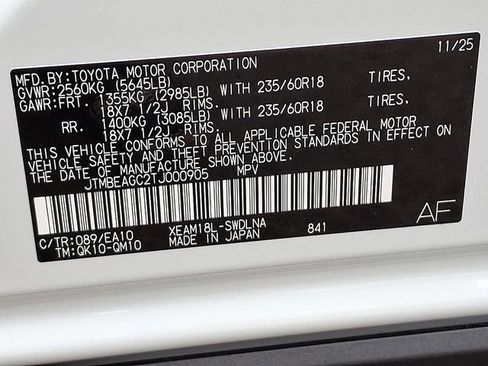 MFD.BY:TOYOTA MOTOR CORPORATION 11/25
GVWR:2560KG (5645LB)
GAWR:FRT. 1355KG (2985LB) WITH 235/60R18 TIRES.
18X7 1/2J RIMS.
RR. 1400KG (3085LB) WITH 235/60R18 TIRES.
18X7 1/2J RIMS.
THIS VEHICLE CONFORMS TO ALL APPLICABLE FEDERAL MOTOR
VEHICLE SAFETY AND THEFT PREVENTION STANDARDS IN EFFECT ON
THE DATE OF MANUFACTURE SHOWN ABOVE.
JTMBEAGC2TJ000905 MPV
C/TR:089/EA10 XEAM18L-SWDLNA
TM:QK10-QM10 MADE IN JAPAN 841
AF